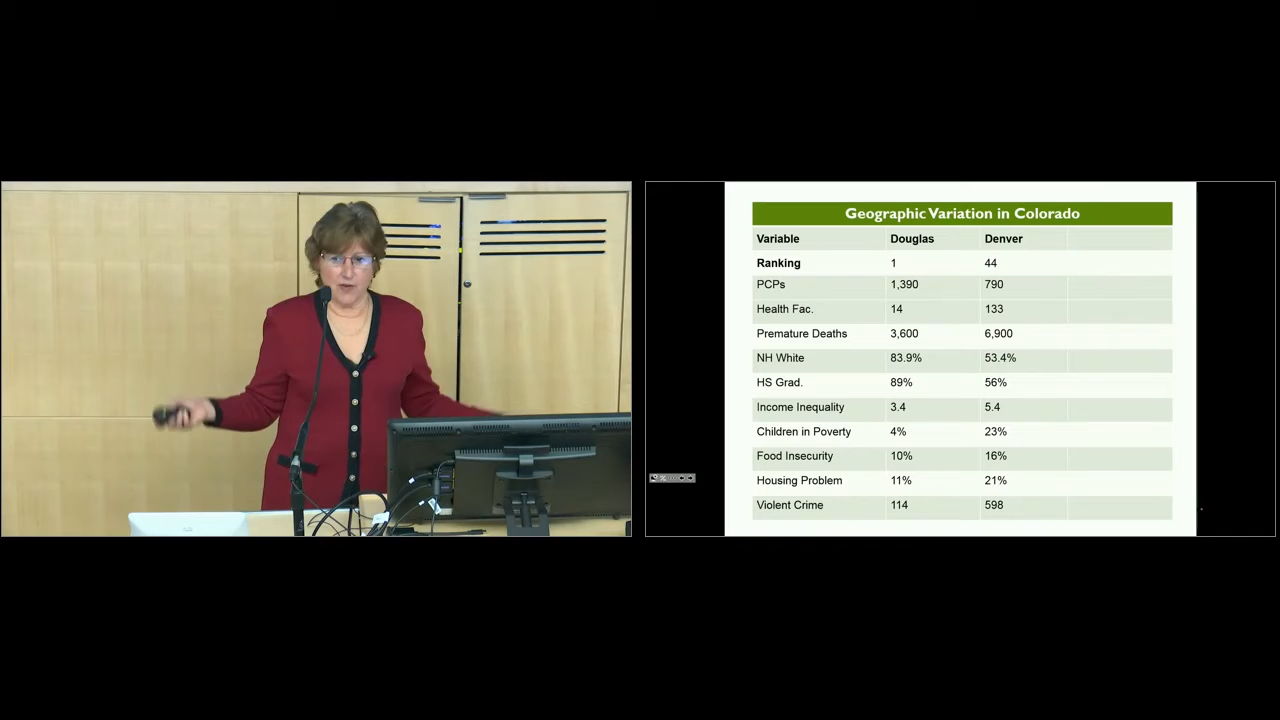 Geographic Variation in Colorado
Variable Douglas Denver
Ranking 1 44
PCPs 1,390 790
Health Fac. 14 133
Premature Deaths 3,600 6,900
NH White 83.9% 53.4%
HS Grad. 89% 56%
Income Inequality 3.4 5.4
Children in Poverty 4% 23%
Food Insecurity 10% 16%
Housing Problem 11% 21%
Violent Crime 114 598